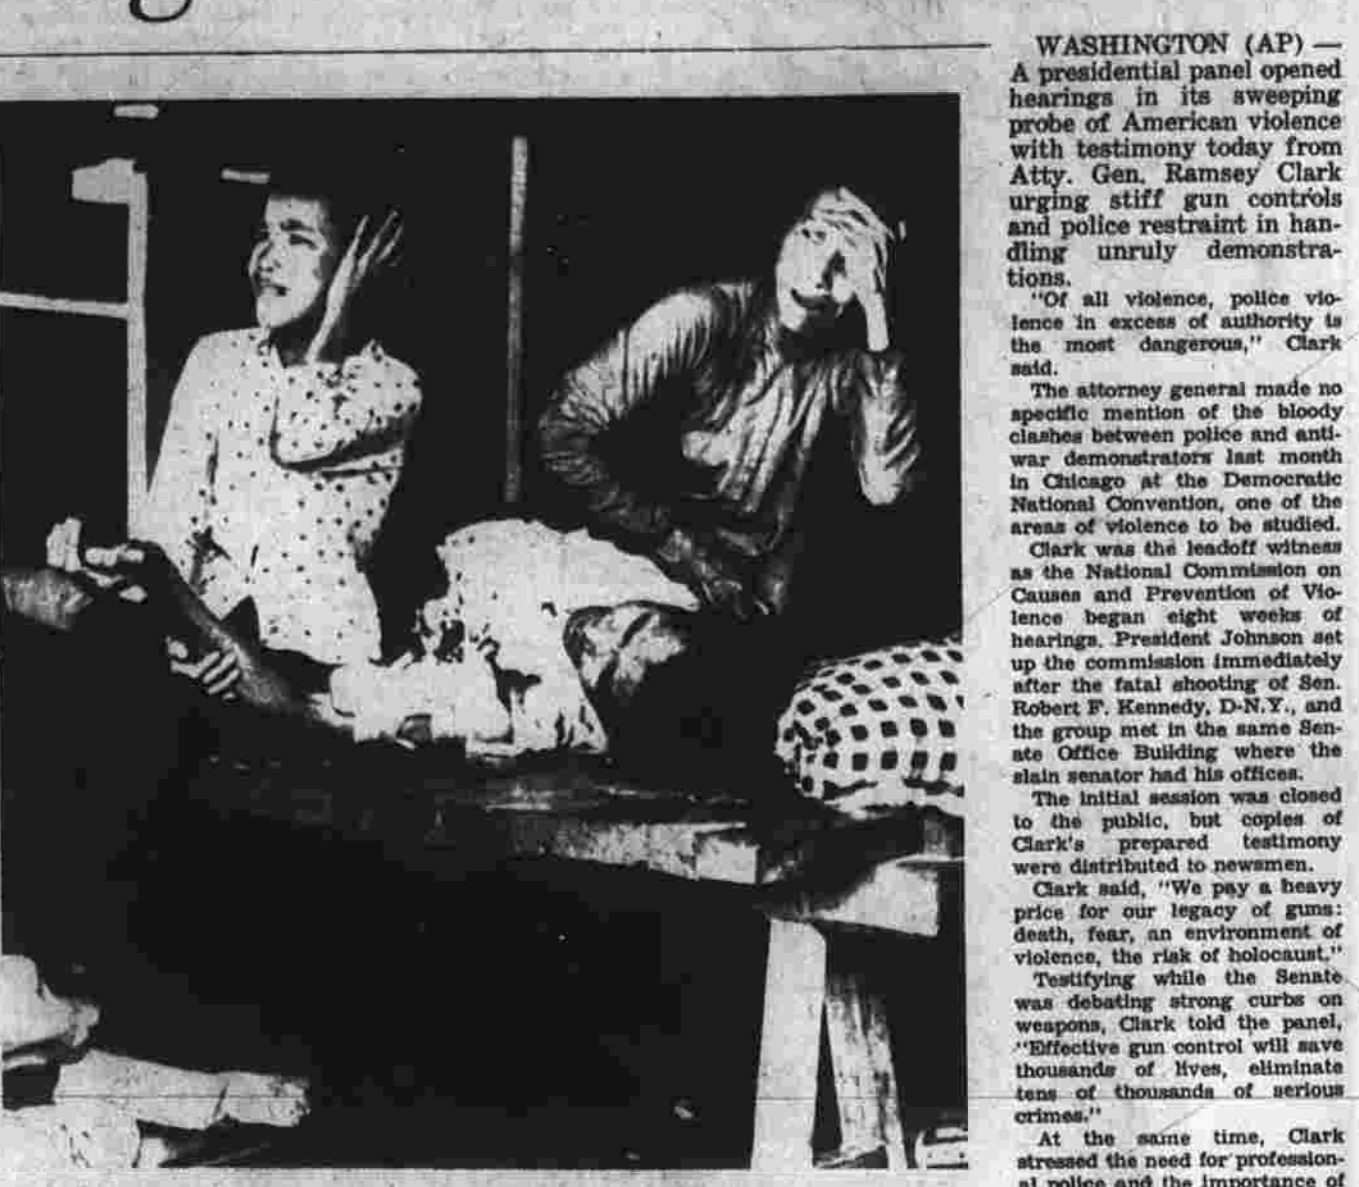 WASHINGTON (AP) —
A presidential panel opened
hearings in its sweeping
probe of American violence
with testimony today from
Atty. Gen. Ramsey Clark
urging stiff gun controls
and police restraint in han-
dling unruly demonstra-
tions.
"Of all violence, police vio-
lence in excess of authority is
the most dangerous," Clark
said.
The attorney general made no
specific mention of the bloody
clashes between police and anti-
war demonstrators last month
in Chicago at the Democratic
National Convention, one of the
areas of violence to be studied.
Clark was the leadoff witness
as the National Commission on
Causes and Prevention of Vio-
lence began eight weeks of
hearings. President Johnson set
up the commission immediately
after the fatal shooting of Sen.
Robert F. Kennedy, D-N.Y., and
the group met in the same Sen-
ate Office Building where the
slain senator had his offices.
The initial session was closed
to the public, but copies of
Clark's prepared testimony
were distributed to newsmen.
Clark said, "We pay a heavy
price for our legacy of guns:
death, fear, an environment of
violence, the risk of holocaust."
Testifying while the Senate
was debating strong curbs on
weapons, Clark told the panel,
"Effective gun control will save
thousands of lives, eliminate
tens of thousands of serious
crimes."
At the same time, Clark
stressed the need for profession-
al police and the importance of